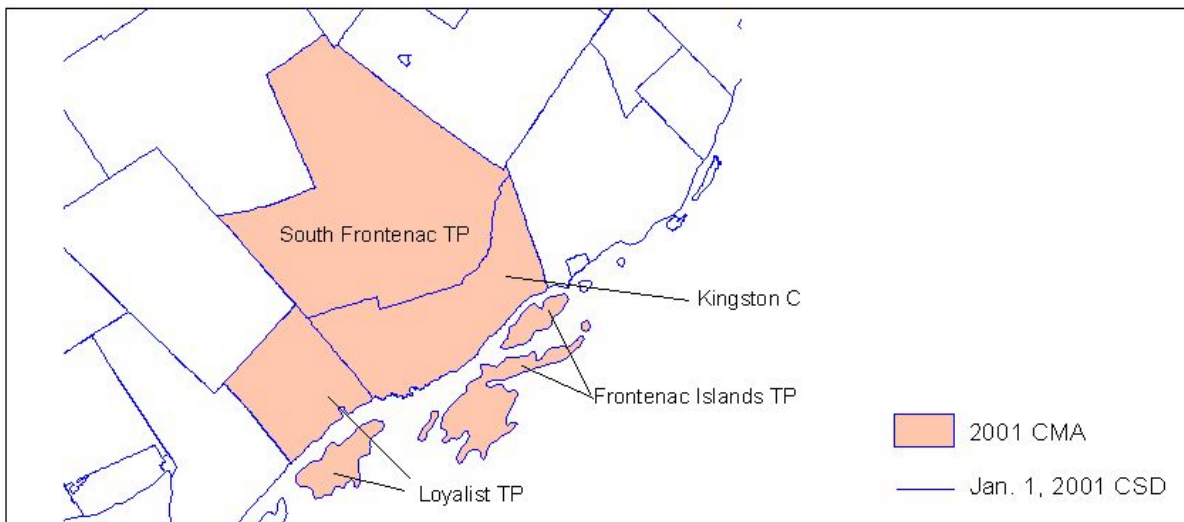 South Frontenac TP
Kingston C
Frontenac Islands TP
2001 CMA
Loyalist TP
Jan. 1, 2001 CSD